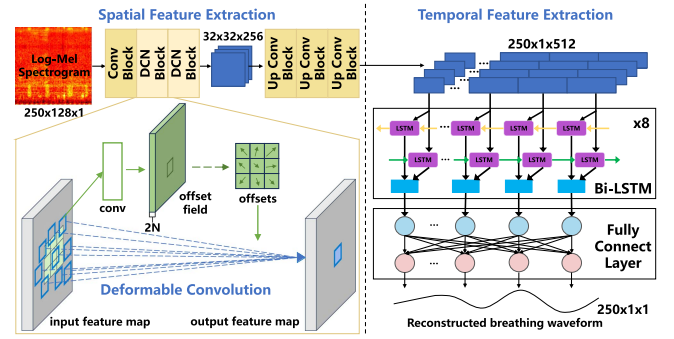 Spatial Feature Extraction
Log-Mel
Spectrogram
250x128x1
Conv
Block
DCN
Block
DCN
Block
32x32x256
Up Conv
Block
Up Conv
Block
Up Conv
Block
conv
2N
offset
field
offsets
Deformable Convolution
input feature map
output feature map
Temporal Feature Extraction
250x1x512
...
...
x8
LSTM
...
LSTM
LSTM
LSTM
LSTM
...
LSTM
LSTM
LSTM
...
Bi-LSTM
...
...
Fully
Connect
Layer
250x1x1
Reconstructed breathing waveform